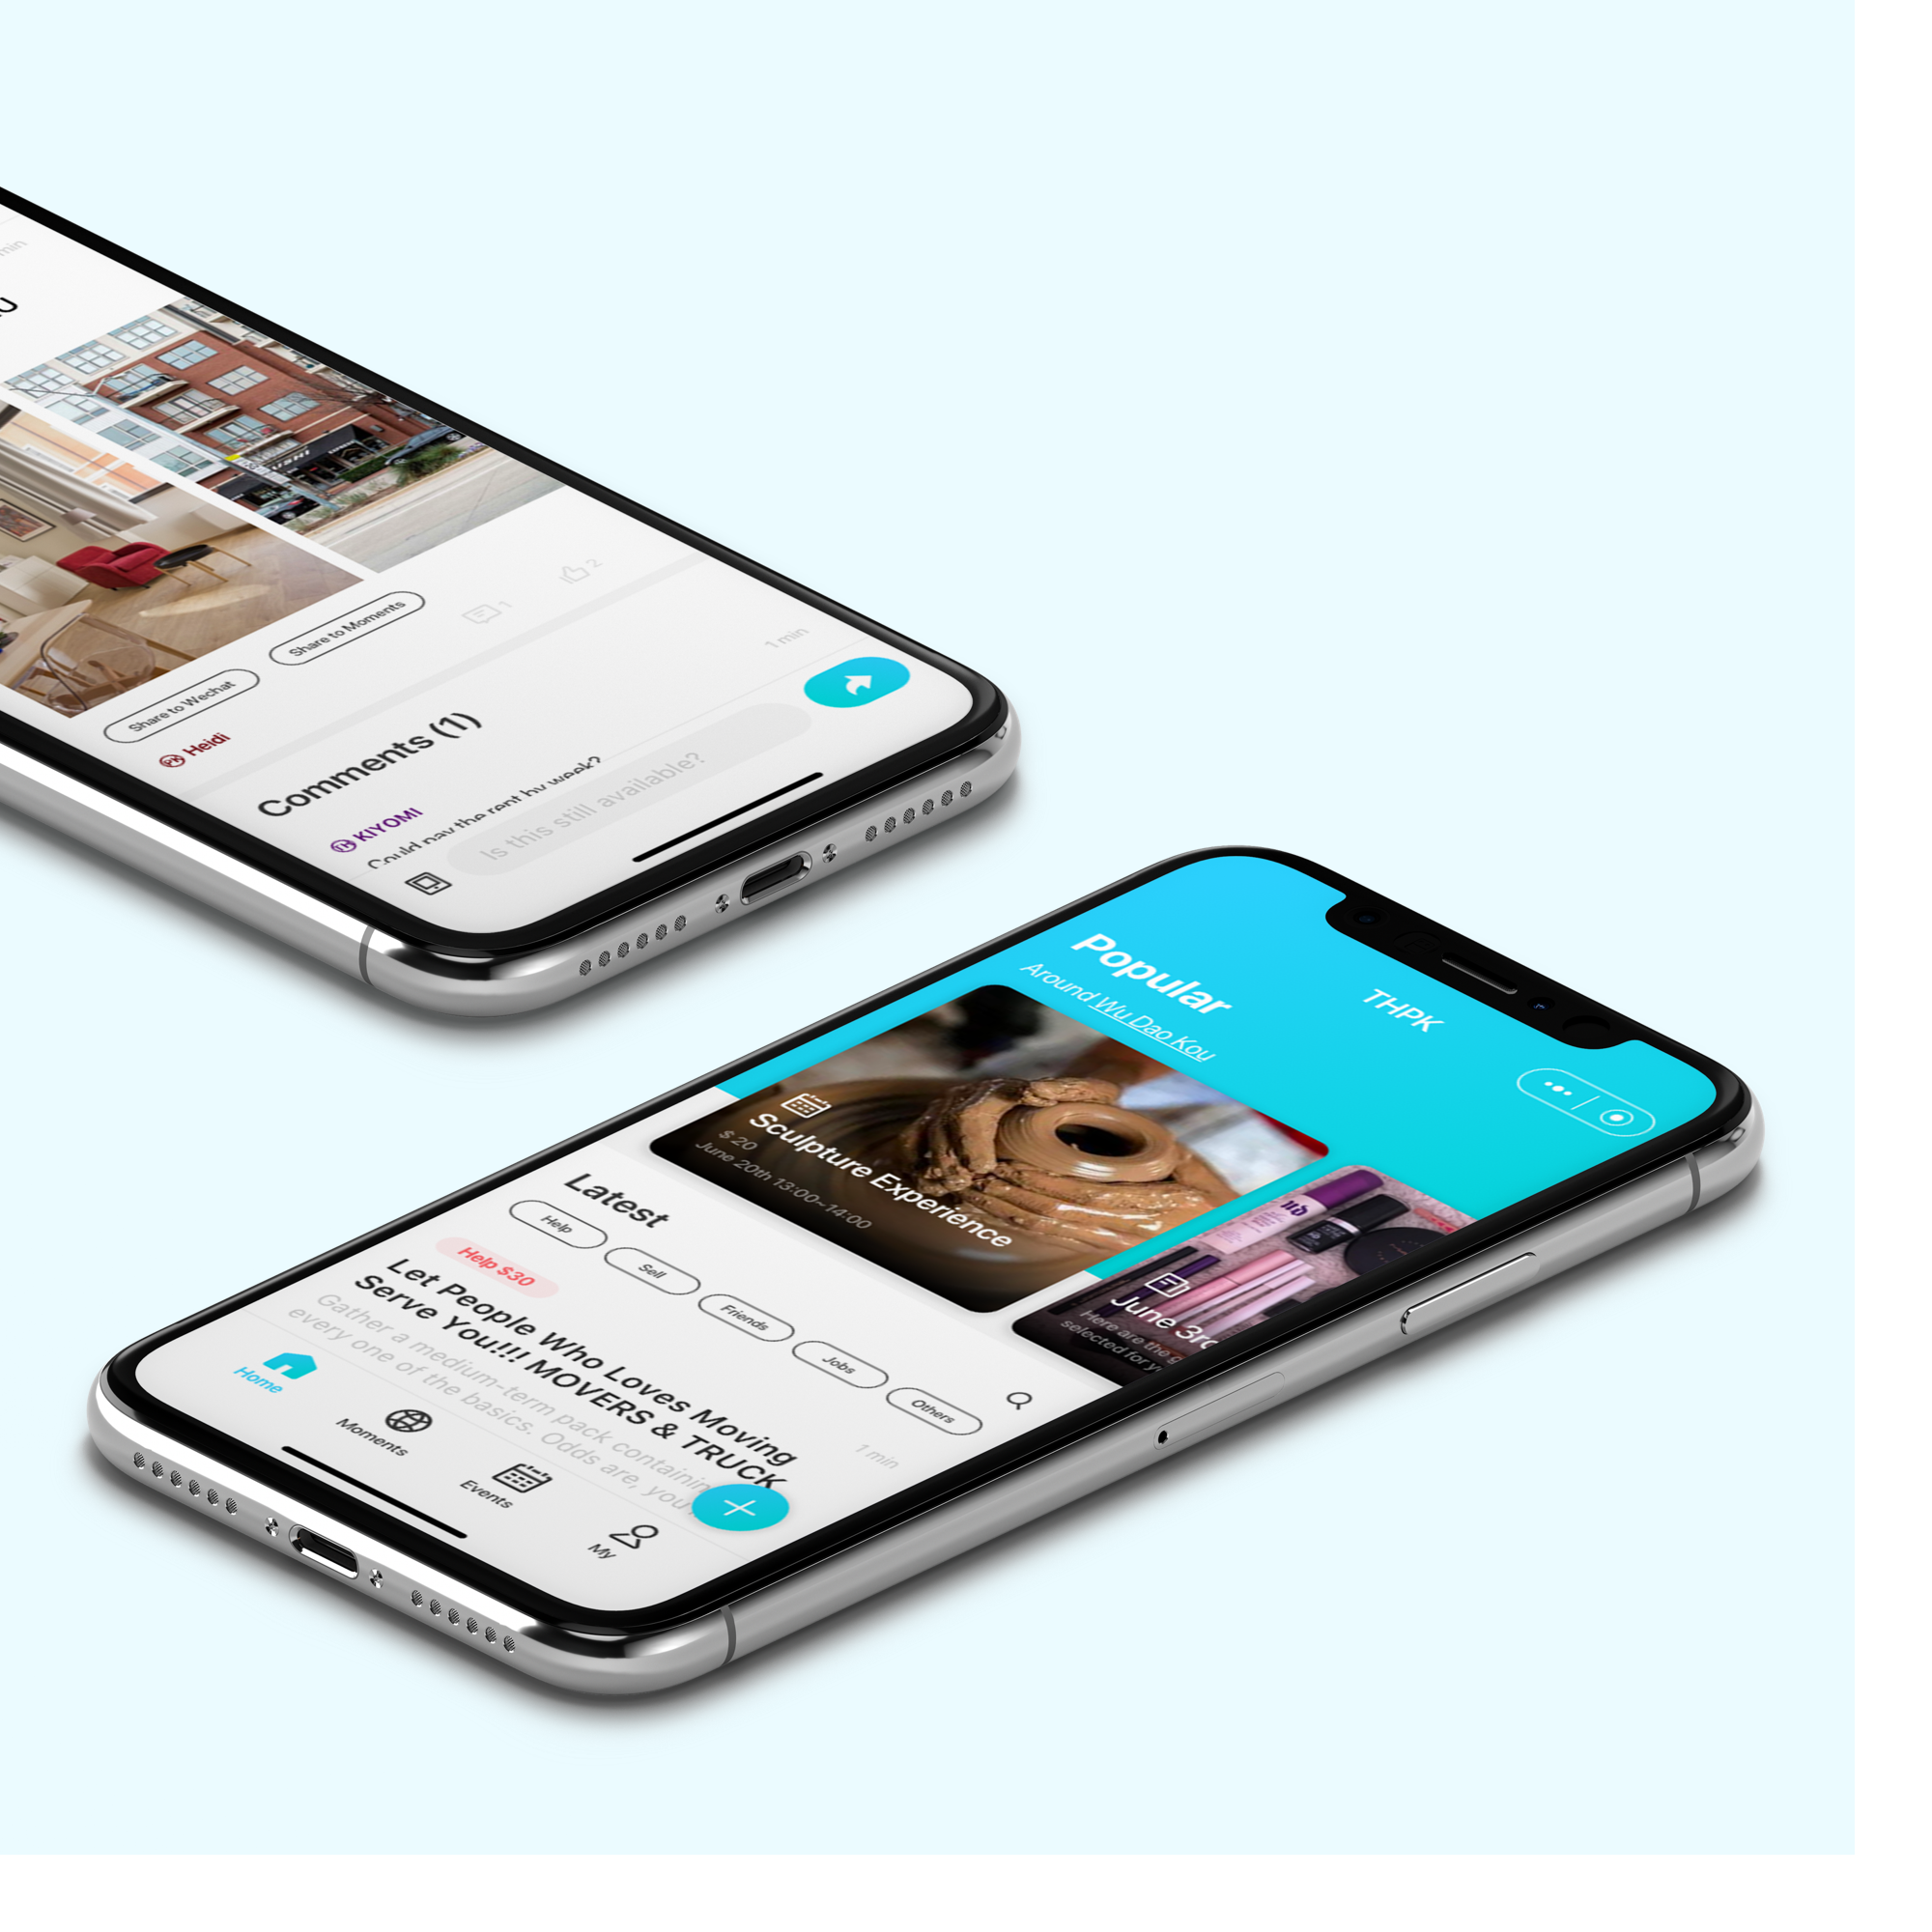 min
SUSHI
2
1
Share to Moments
Share to Wechat
PK Heidi
Comments (1)
1 min
TH KIYOMI
Could pay the rent by week?
Is this still available?
THPK
Popular
Around Wu Dao Kou
Sculpture Experience
$ 20
June 20th 13:00~14:00
June 3rd
Here are the g
selected for y
Latest
Help
Sell
Friends
Jobs
Others
Help $30
1 min
Let People Who Loves Moving
Serve You!!! MOVERS & TRUCK
Gather a medium-term pack containin
every one of the basics. Odds are, you'
Home
Moments
Events
My